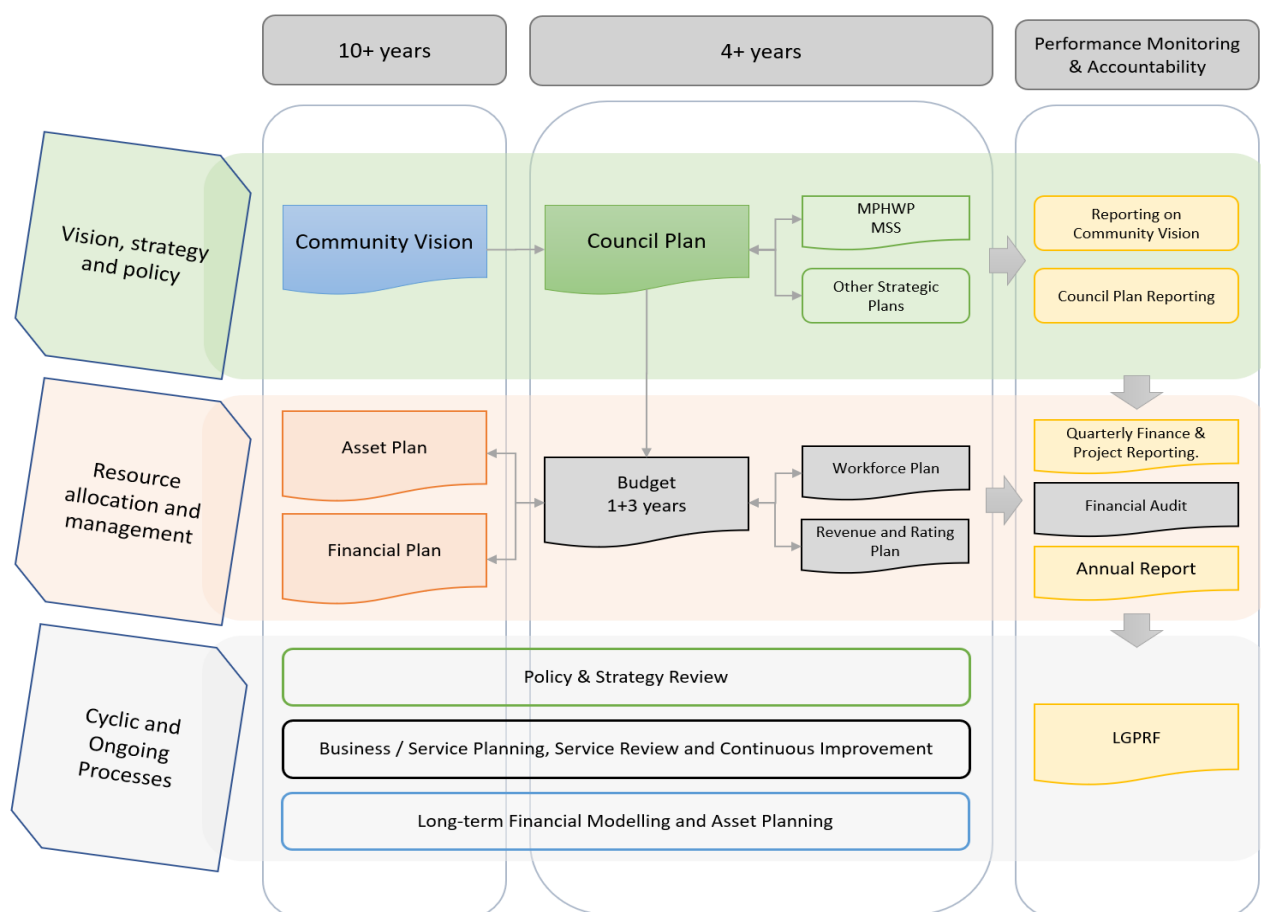 10+ years
4+ years
Performance Monitoring
& Accountability
Vision, strategy
and policy
Community Vision
Council Plan
MPHWP
MSS
Other Strategic
Plans
Reporting on
Community Vision
Council Plan Reporting
Resource
allocation and
management
Asset Plan
Financial Plan
Budget
1+3 years
Workforce Plan
Revenue and Rating
Plan
Quarterly Finance &
Project Reporting.
Financial Audit
Annual Report
Cyclic and
Ongoing
Processes
Policy & Strategy Review
Business / Service Planning, Service Review and Continuous Improvement
Long-term Financial Modelling and Asset Planning
LGPRF